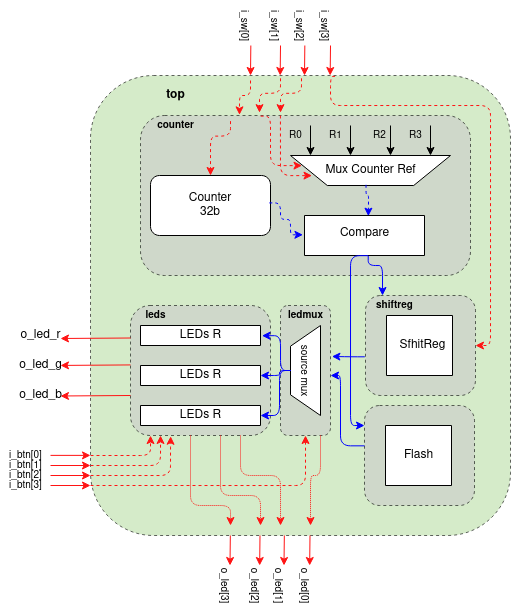 i_sw[0]
i_sw[1]
i_sw[2]
i_sw[3]
top
counter
R0
R1
R2
R3
Mux Counter Ref
Counter
32b
Compare
shiftreg
SfhitReg
leds
LEDs R
LEDs R
LEDs R
ledmux
source mux
Flash
o_led_r
o_led_g
o_led_b
i_btn[0]
i_btn[1]
i_btn[2]
i_btn[3]
o_led[3]
o_led[2]
o_led[1]
o_led[0]